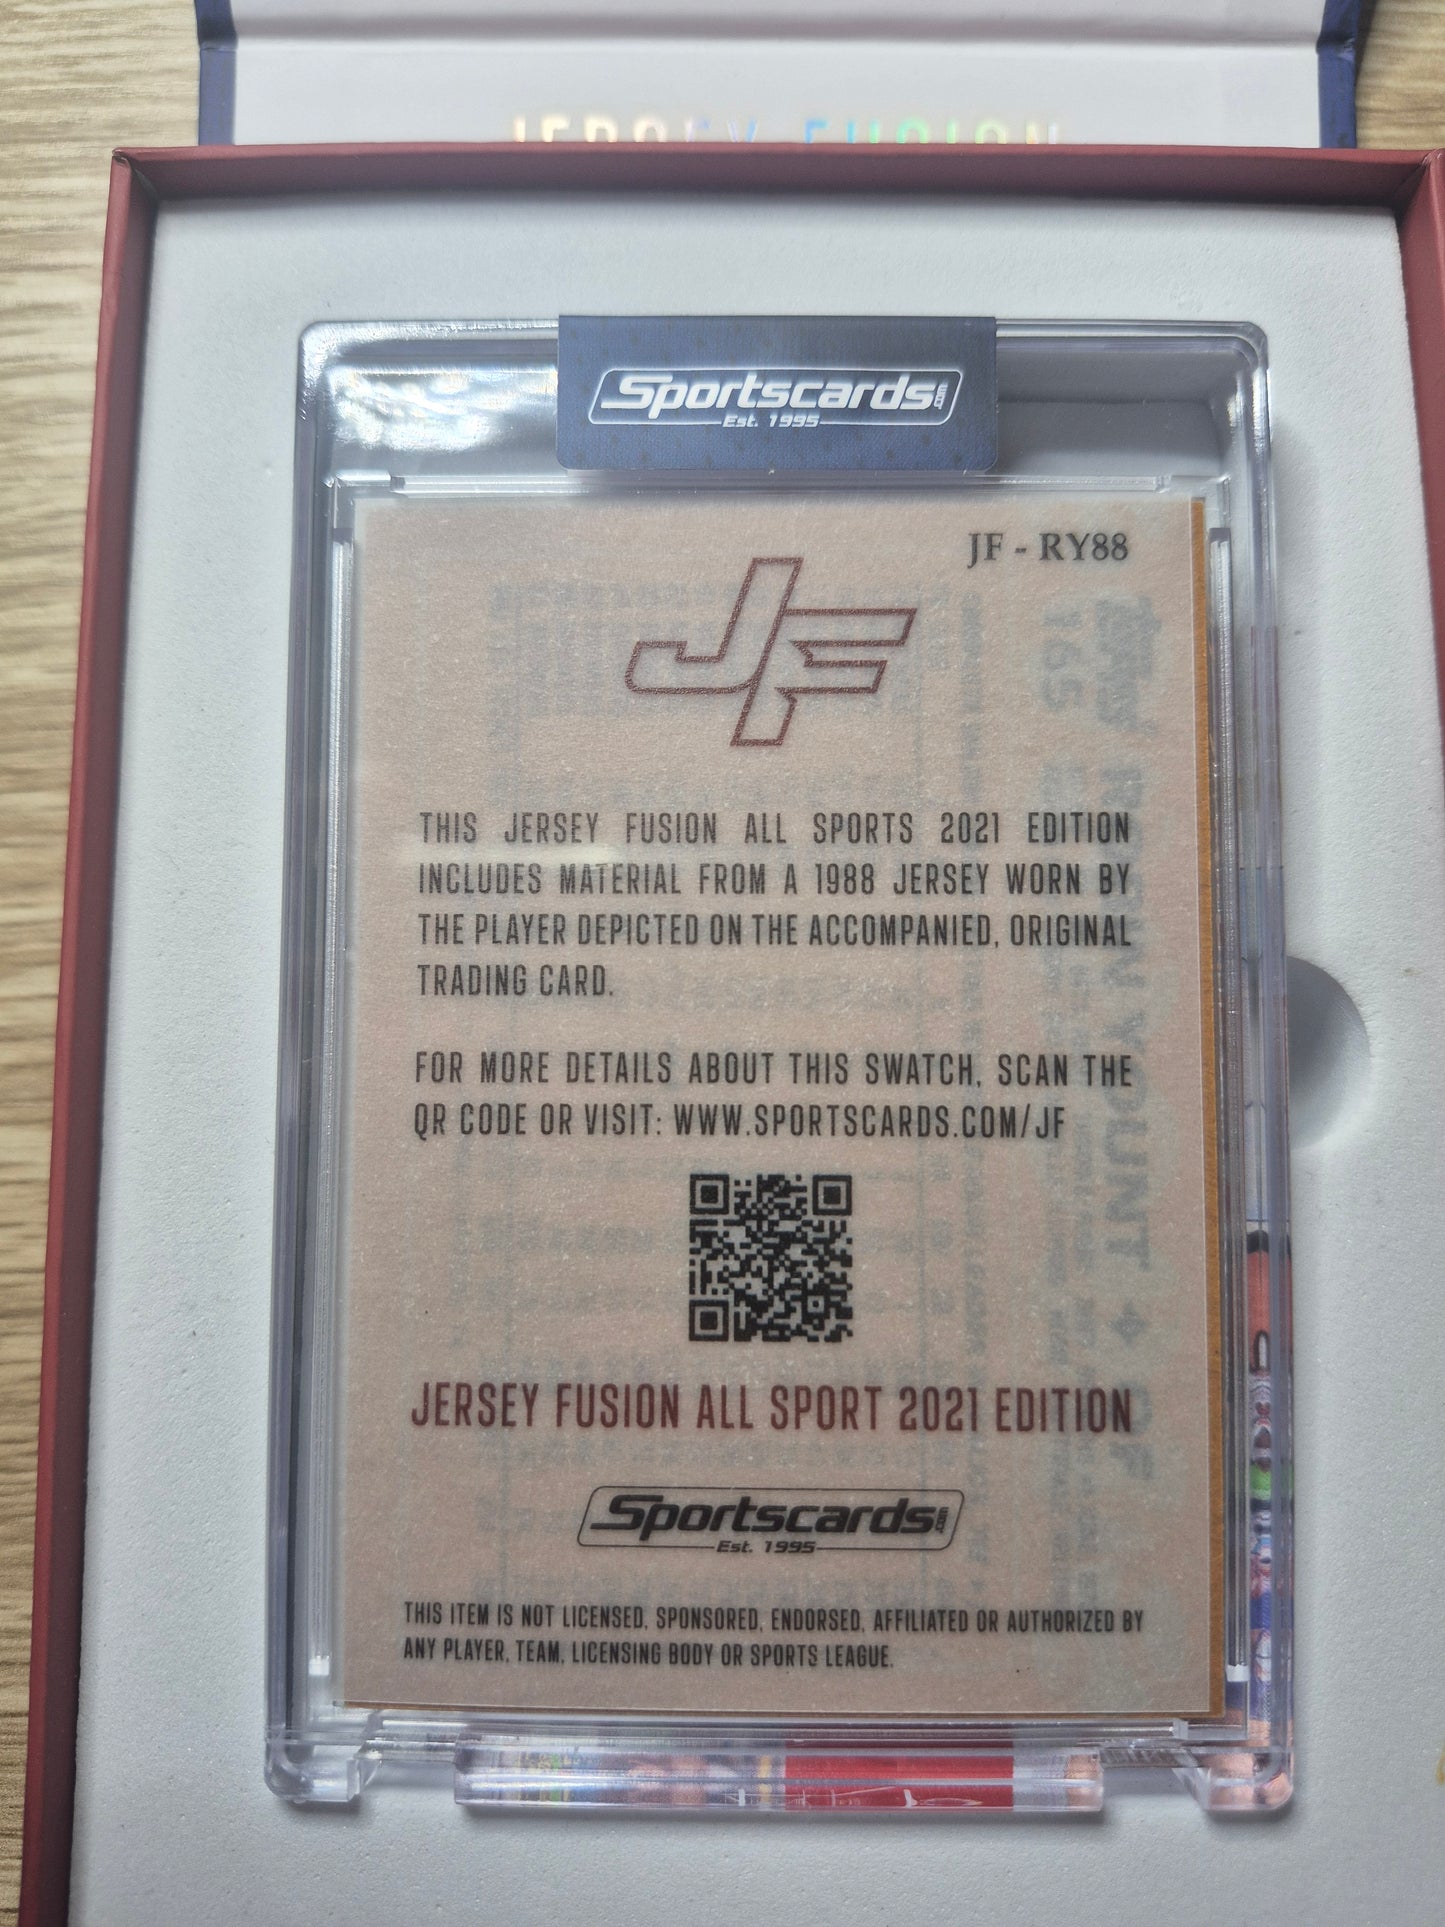 JERSEY FUSION
Sportscards.com
Est. 1995
JF - RY88
JF
THIS JERSEY FUSION ALL SPORTS 2021 EDITION
INCLUDES MATERIAL FROM A 1988 JERSEY WORN BY
THE PLAYER DEPICTED ON THE ACCOMPANIED, ORIGINAL
TRADING CARD.
FOR MORE DETAILS ABOUT THIS SWATCH, SCAN THE
QR CODE OR VISIT: WWW.SPORTSCARDS.COM/JF
JERSEY FUSION ALL SPORT 2021 EDITION
Sportscards.com
Est. 1995
THIS ITEM IS NOT LICENSED, SPONSORED, ENDORSED, AFFILIATED OR AUTHORIZED BY
ANY PLAYER, TEAM, LICENSING BODY OR SPORTS LEAGUE.